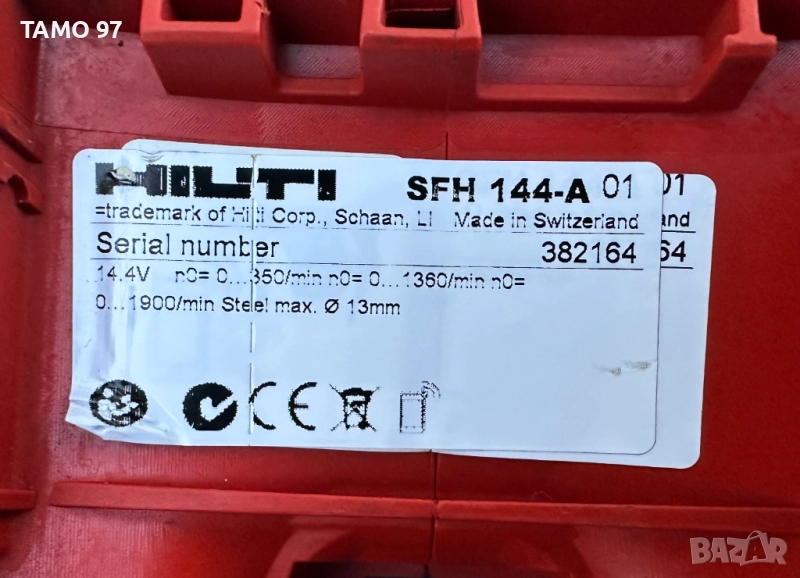 TAMO 97
HILTI SFH 144-A 01 01
=trademark of Hilti Corp., Schaan, LI Made in Switzerland and
Serial number 382164 64
14.4V n0= 0...350/min n0= 0...1360/min n0=
0...1900/min Steel max. Ø 13mm
BAZAR